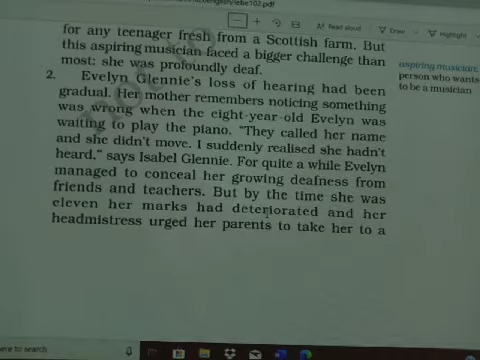 english/iebe102.pdf
Read aloud
Draw
Highlight
for any teenager fresh from a Scottish farm. But
this aspiring musician faced a bigger challenge than
most: she was profoundly deaf.
aspiring musician:
person who wants
to be a musician
2. Evelyn Glennie's loss of hearing had been
gradual. Her mother remembers noticing something
was wrong when the eight-year-old Evelyn was
waiting to play the piano. “They called her name
and she didn't move. I suddenly realised she hadn't
heard,” says Isabel Glennie. For quite a while Evelyn
managed to conceal her growing deafness from
friends and teachers. But by the time she was
eleven her marks had deteriorated and her
headmistress urged her parents to take her to a
here to search